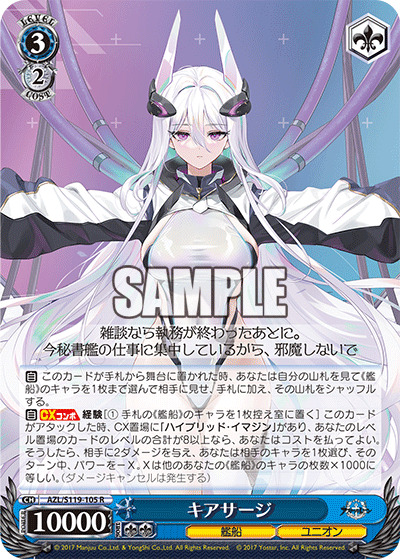 LEVEL
3
2
COST
SAMPLE
雑談なら執務が終わったあとに。
今秘書艦の仕事に集中しているがら、邪魔しないで
自 このカードが手札から舞台に置かれた時、あなたは自分の山札を見て《艦
船》のキャラを1枚まで選んで相手に見せ、手札に加え、その山札をシャッフル
する。
自 CXコンボ 経験 [① 手札の《艦船》のキャラを1枚控え室に置く] このカード
がアタックした時、CX置場に「ハイブリッド・イマジン」があり、あなたのレベ
ル置場のカードのレベルの合計が8以上なら、あなたはコストを払ってよい。
そうしたら、相手に2ダメージを与え、あなたは相手のキャラを1枚選び、その
ターン中、パワーを−X。Xは他のあなたの《艦船》のキャラの枚数×1000に
等しい。(ダメージキャンセルは発生する)
CH AZL/S119-105 R
キアサージ
10000
艦船
ユニオン
© 2017 Manjuu Co.,Ltd. & YongShi Co.,Ltd. All Rights Reserved. © 2017 Yostar, Inc. All Rights Reserved.